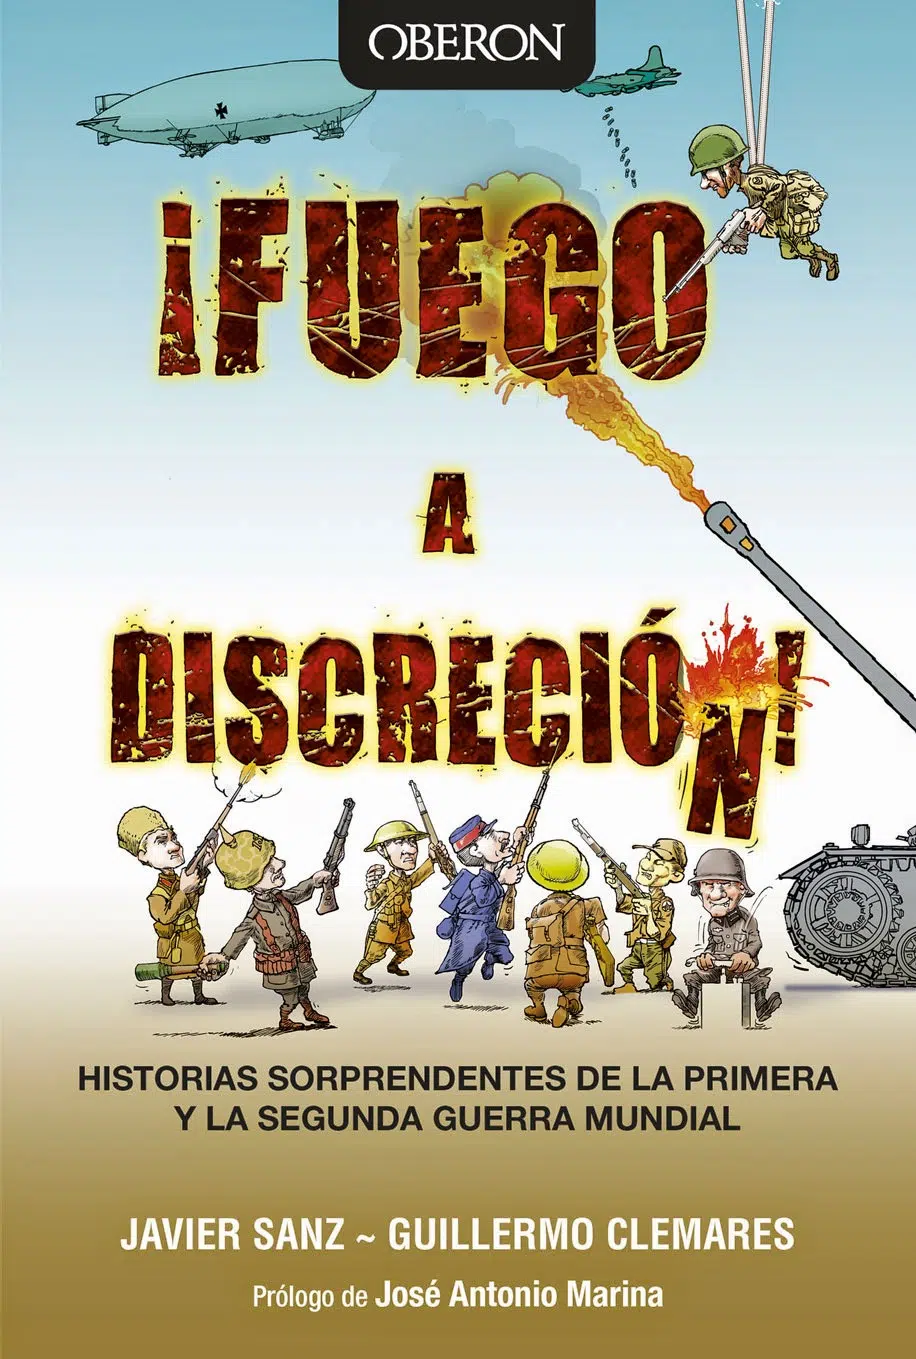 OBERON
¡FUEGO
A
DISCRECIÓN!
HISTORIAS SORPRENDENTES DE LA PRIMERA
Y LA SEGUNDA GUERRA MUNDIAL
JAVIER SANZ ~ GUILLERMO CLEMARES
Prólogo de José Antonio Marina